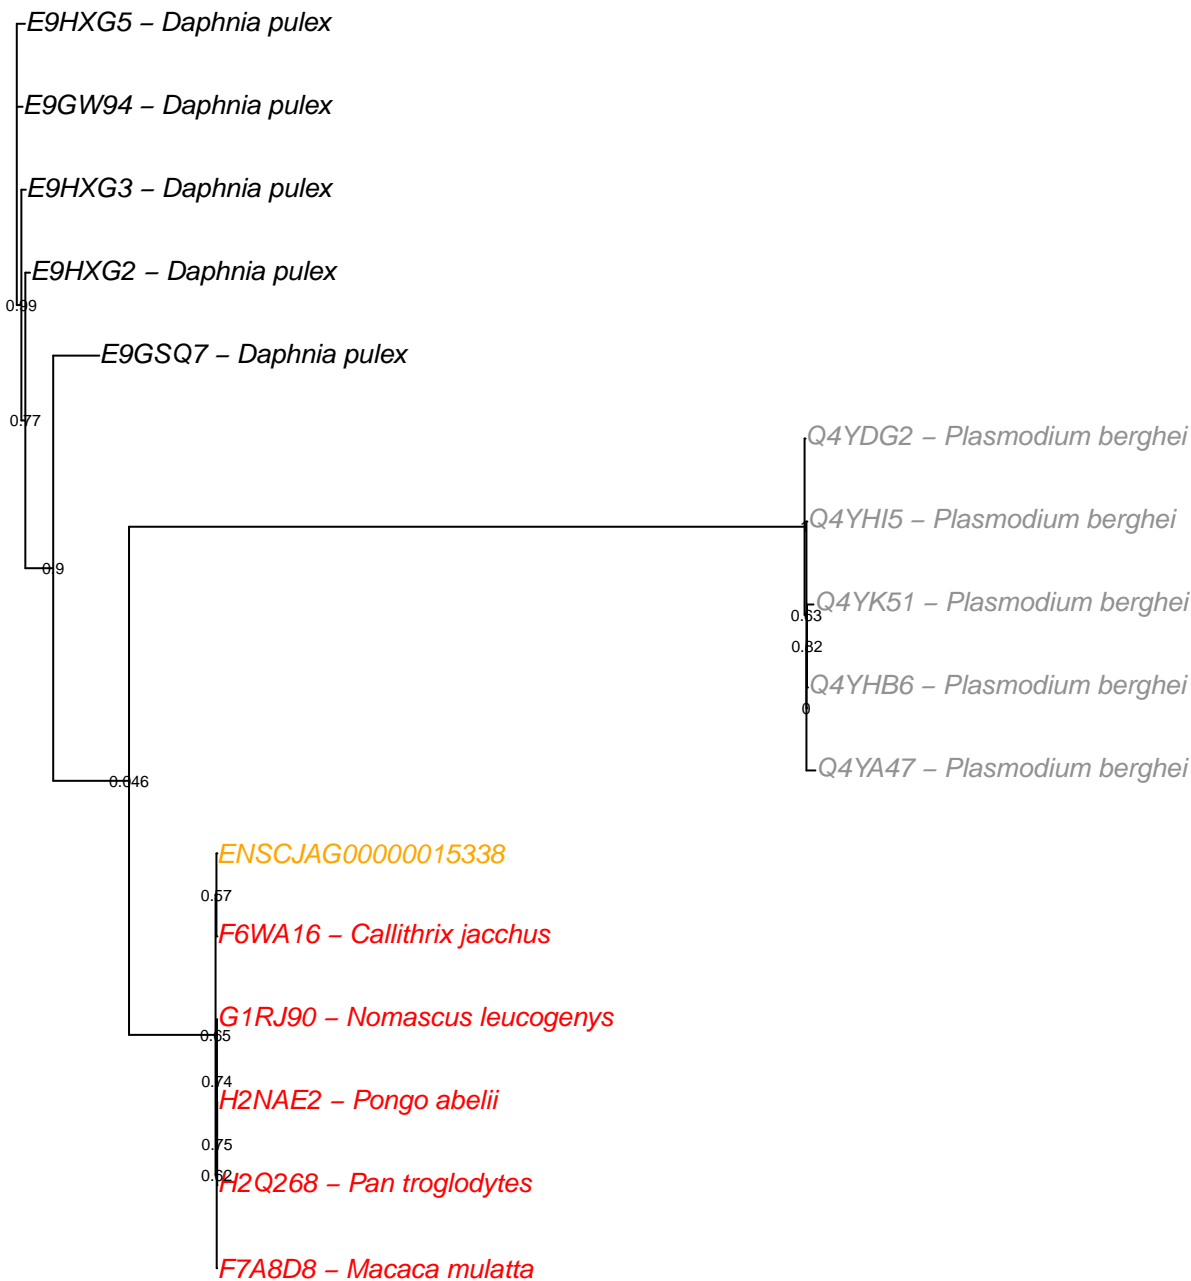 E9HXG5 – Daphnia pulex
E9GW94 – Daphnia pulex
E9HXG3 – Daphnia pulex
E9HXG2 – Daphnia pulex
0.99
E9GSQ7 – Daphnia pulex
0.77
Q4YDG2 – Plasmodium berghei
Q4YHI5 – Plasmodium berghei
0.9
Q4YK51 – Plasmodium berghei
0.63
0.82
Q4YHB6 – Plasmodium berghei
0
Q4YA47 – Plasmodium berghei
0.046
ENSCJAG00000015338
0.57
F6WA16 – Callithrix jacchus
G1RJ90 – Nomascus leucogenys
0.65
0.74
H2NAE2 – Pongo abelii
0.75
0.62
H2Q268 – Pan troglodytes
F7A8D8 – Macaca mulatta